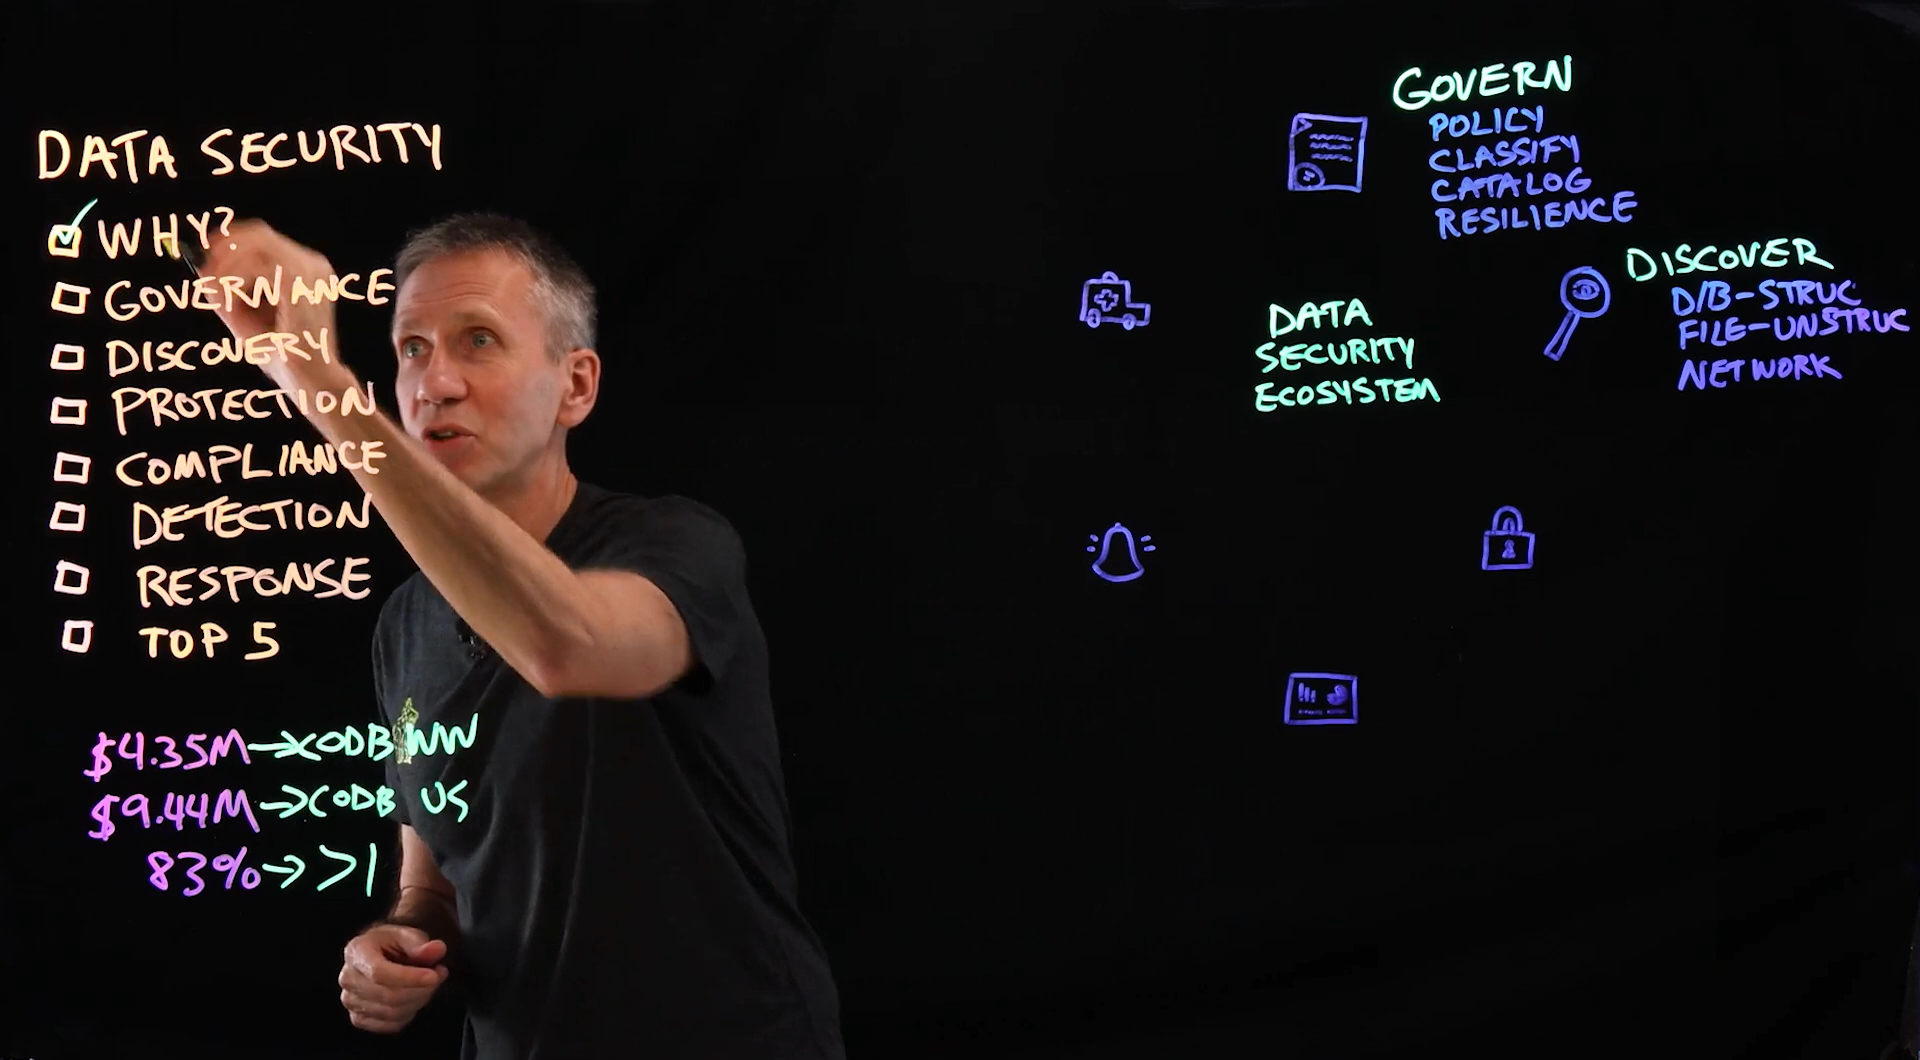 DATA SECURITY
WHY?
GOVERNANCE
DISCOVERY
PROTECTION
COMPLIANCE
DETECTION
RESPONSE
TOP 5
$4.35M→CODB WW
$9.44M→CODB US
83%→>1
GOVERN
POLICY
CLASSIFY
CATALOG
RESILIENCE
DISCOVER
D/B-STRUC
FILE-UNSTRUC
NETWORK
DATA
SECURITY
ECOSYSTEM